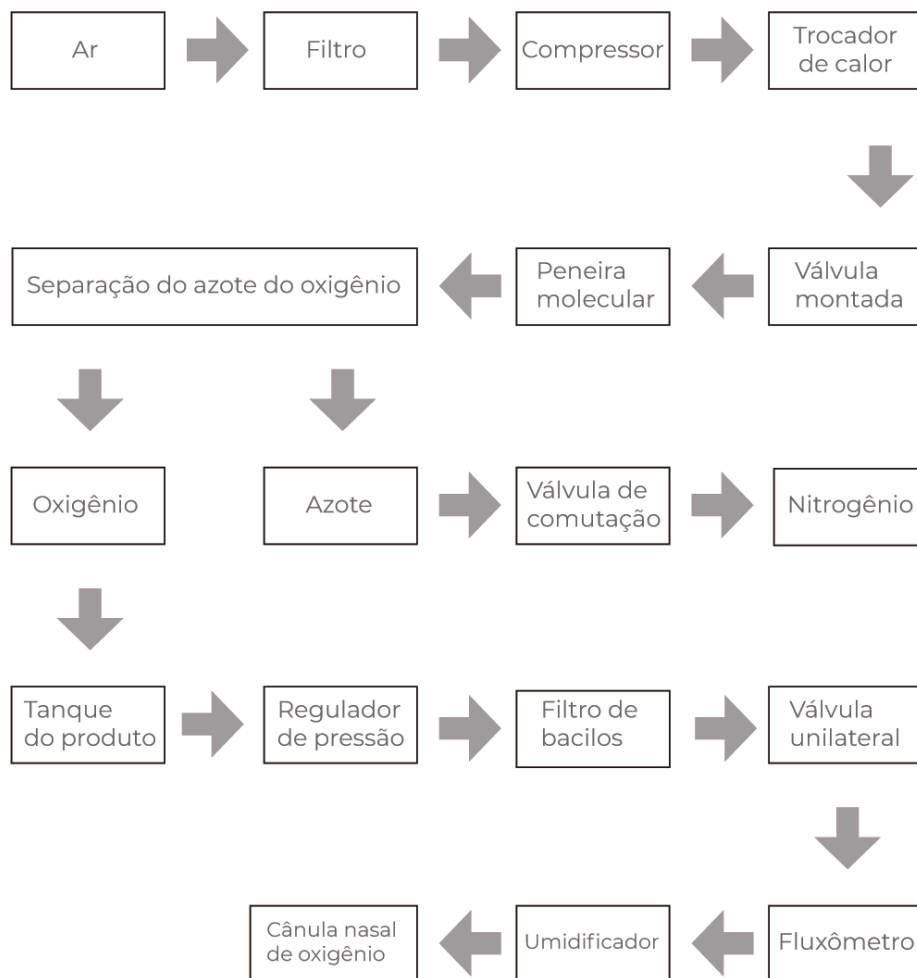 Ar
Filtro
Compressor
Trocador
de calor
Válvula
montada
Peneira
molecular
Separação do azote do oxigênio
Oxigênio
Azote
Válvula de
comutação
Nitrogênio
Tanque
do produto
Regulador
de pressão
Filtro de
bacilos
Válvula
unilateral
Fluxômetro
Umidificador
Cânula nasal
de oxigênio